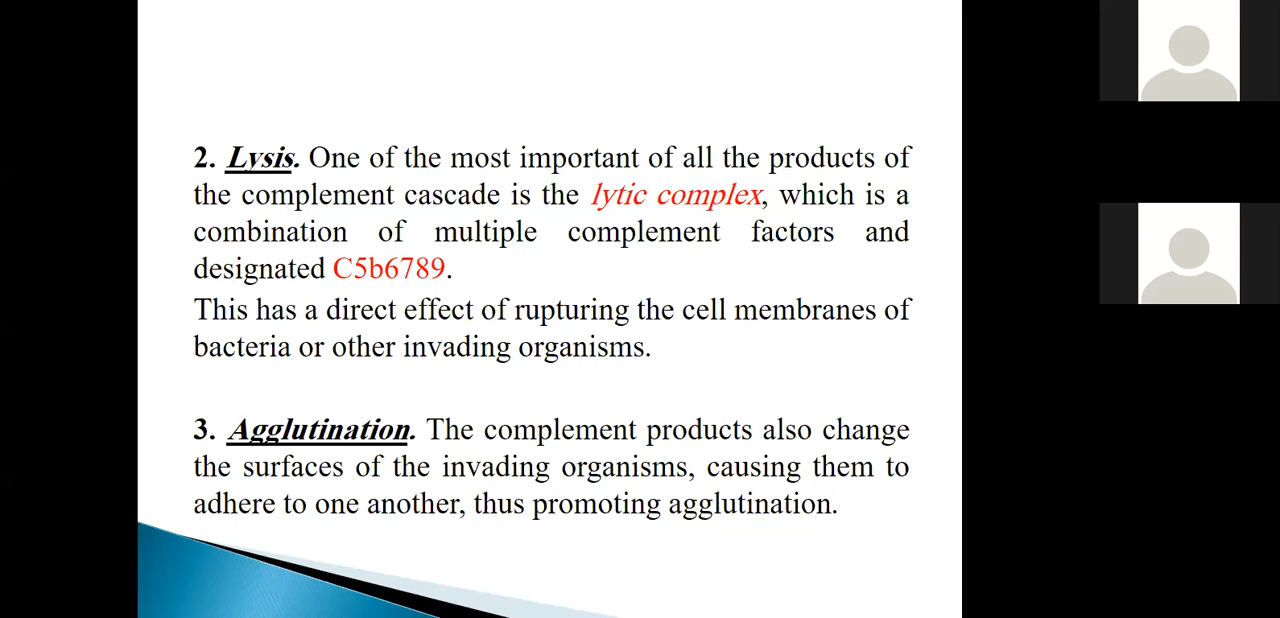 2. Lysis. One of the most important of all the products of
the complement cascade is the lytic complex, which is a
combination of multiple complement factors and
designated C5b6789.
This has a direct effect of rupturing the cell membranes of
bacteria or other invading organisms.
3. Agglutination. The complement products also change
the surfaces of the invading organisms, causing them to
adhere to one another, thus promoting agglutination.